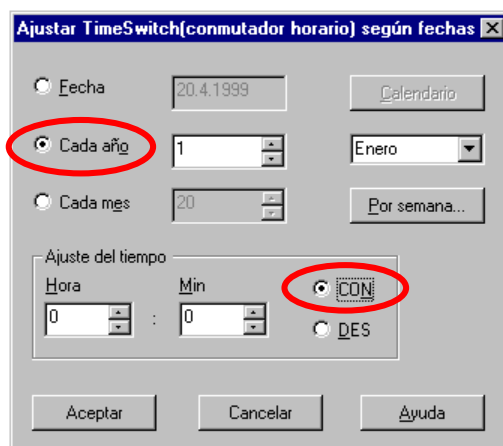 Ajustar TimeSwitch(conmutador horario) según fechas
Fecha 20.4.1999 Calendario
Cada año 1 Enero
Cada mes 20 Por semana...
Ajuste del tiempo
Hora Min CON
0 : 0 DES
Aceptar Cancelar Ayuda